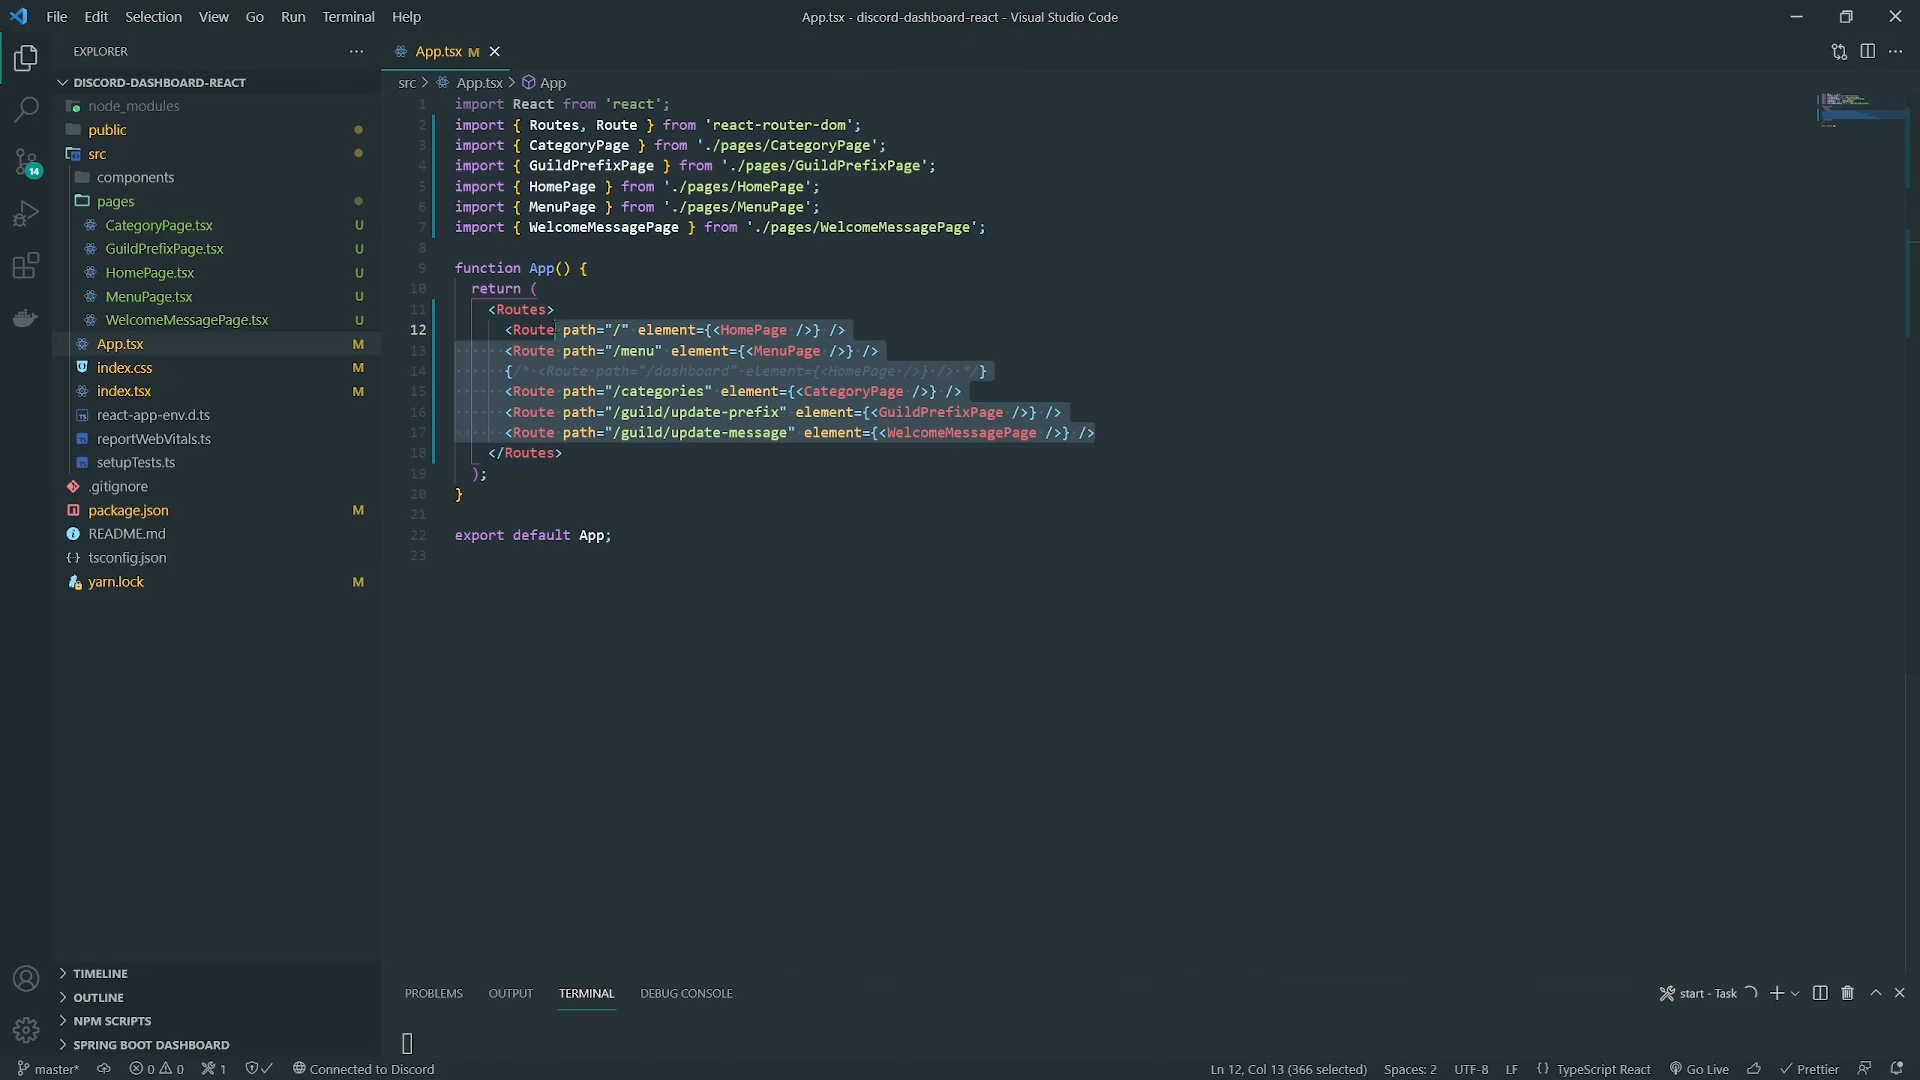 File Edit Selection View Go Run Terminal Help
App.tsx - discord-dashboard-react - Visual Studio Code
EXPLORER
DISCORD-DASHBOARD-REACT
node_modules
public
src
components
pages
CategoryPage.tsx U
GuildPrefixPage.tsx U
HomePage.tsx U
MenuPage.tsx U
WelcomeMessagePage.tsx U
App.tsx M
index.css M
index.tsx M
react-app-env.d.ts
reportWebVitals.ts
setupTests.ts
.gitignore
package.json M
README.md
tsconfig.json
yarn.lock M
14
TIMELINE
OUTLINE
NPM SCRIPTS
SPRING BOOT DASHBOARD
App.tsx M
src > App.tsx > App
1 import React from 'react';
2 import { Routes, Route } from 'react-router-dom';
3 import { CategoryPage } from './pages/CategoryPage';
4 import { GuildPrefixPage } from './pages/GuildPrefixPage';
5 import { HomePage } from './pages/HomePage';
6 import { MenuPage } from './pages/MenuPage';
7 import { WelcomeMessagePage } from './pages/WelcomeMessagePage';
8
9 function App() {
10 return (
11 <Routes>
12 <Route path="/" element={<HomePage />} />
13 <Route path="/menu" element={<MenuPage />} />
14 {/* <Route path="/dashboard" element={<HomePage />} /> */}
15 <Route path="/categories" element={<CategoryPage />} />
16 <Route path="/guild/update-prefix" element={<GuildPrefixPage />} />
17 <Route path="/guild/update-message" element={<WelcomeMessagePage />} />
18 </Routes>
19 );
20 }
21
22 export default App;
23
PROBLEMS OUTPUT TERMINAL DEBUG CONSOLE
start - Task
master* 0 0 1 Connected to Discord
Ln 12, Col 13 (366 selected) Spaces: 2 UTF-8 LF TypeScript React Go Live Prettier